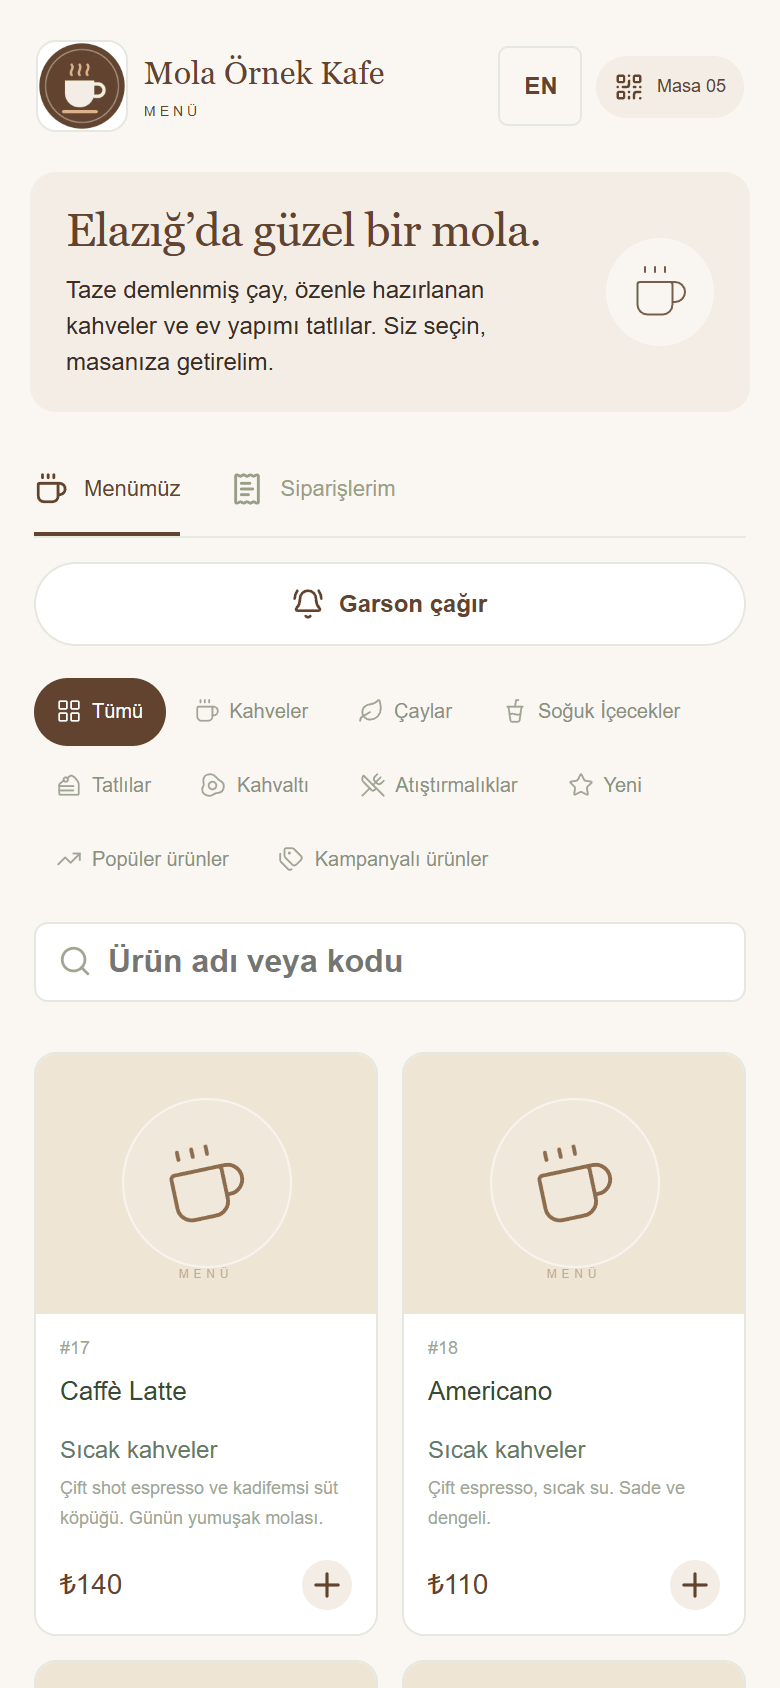 Mola Örnek Kafe
MENÜ
EN
Masa 05
Elazığ’da güzel bir mola.
Taze demlenmiş çay, özenle hazırlanan
kahveler ve ev yapımı tatlılar. Siz seçin,
masanıza getirelim.
Menümüz
Siparişlerim
Garson çağır
Tümü
Kahveler
Çaylar
Soğuk İçecekler
Tatlılar
Kahvaltı
Atıştırmalıklar
Yeni
Popüler ürünler
Kampanyalı ürünler
Ürün adı veya kodu
MENÜ
#17
Caffè Latte
Sıcak kahveler
Çift shot espresso ve kadifemsi süt
köpüğü. Günün yumuşak molası.
₺140
MENÜ
#18
Americano
Sıcak kahveler
Çift espresso, sıcak su. Sade ve
dengeli.
₺110